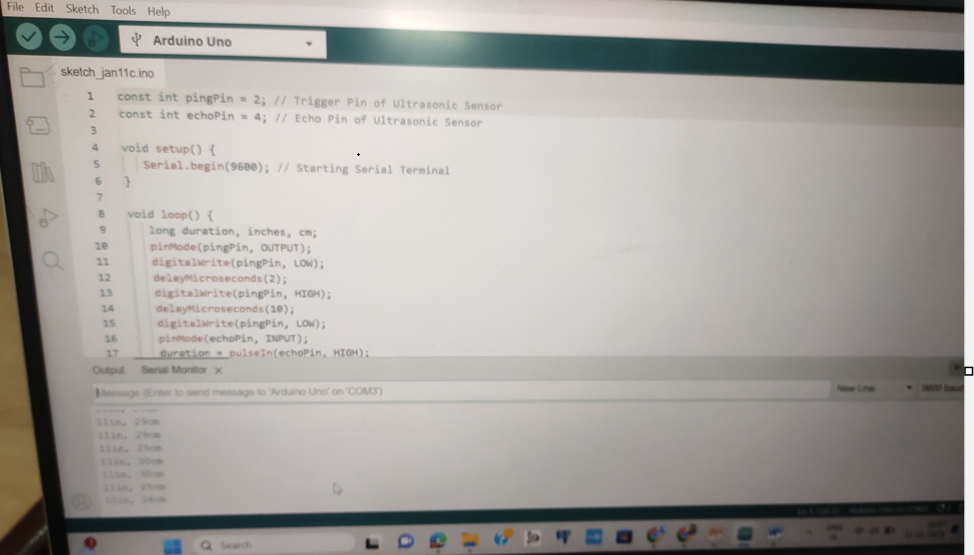 File Edit Sketch Tools Help
Arduino Uno
sketch_jan11c.ino
1 const int pingPin = 2; // Trigger Pin of Ultrasonic Sensor
2 const int echoPin = 4; // Echo Pin of Ultrasonic Sensor
3
4 void setup() {
5 Serial.begin(9600); // Starting Serial Terminal
6 }
7
8 void loop() {
9 long duration, inches, cm;
10 pinMode(pingPin, OUTPUT);
11 digitalWrite(pingPin, LOW);
12 delayMicroseconds(2);
13 digitalWrite(pingPin, HIGH);
14 delayMicroseconds(10);
15 digitalWrite(pingPin, LOW);
16 pinMode(echoPin, INPUT);
17 duration = pulseIn(echoPin, HIGH);
Output Serial Monitor
Message (Enter to send message to 'Arduino Uno' on 'COM3') New Line 9600 baud
11in, 29cm
11in, 29cm
11in, 29cm
11in, 30cm
11in, 30cm
Search